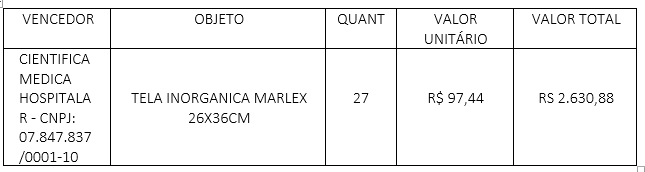 VENCEDOR OBJETO QUANT VALOR UNITÁRIO VALOR TOTAL
CIENTIFICA
MEDICA
HOSPITALA
R - CNPJ:
07.847.837
/0001-10
TELA INORGANICA MARLEX
26X36CM
27
R$ 97,44
RS 2.630,88